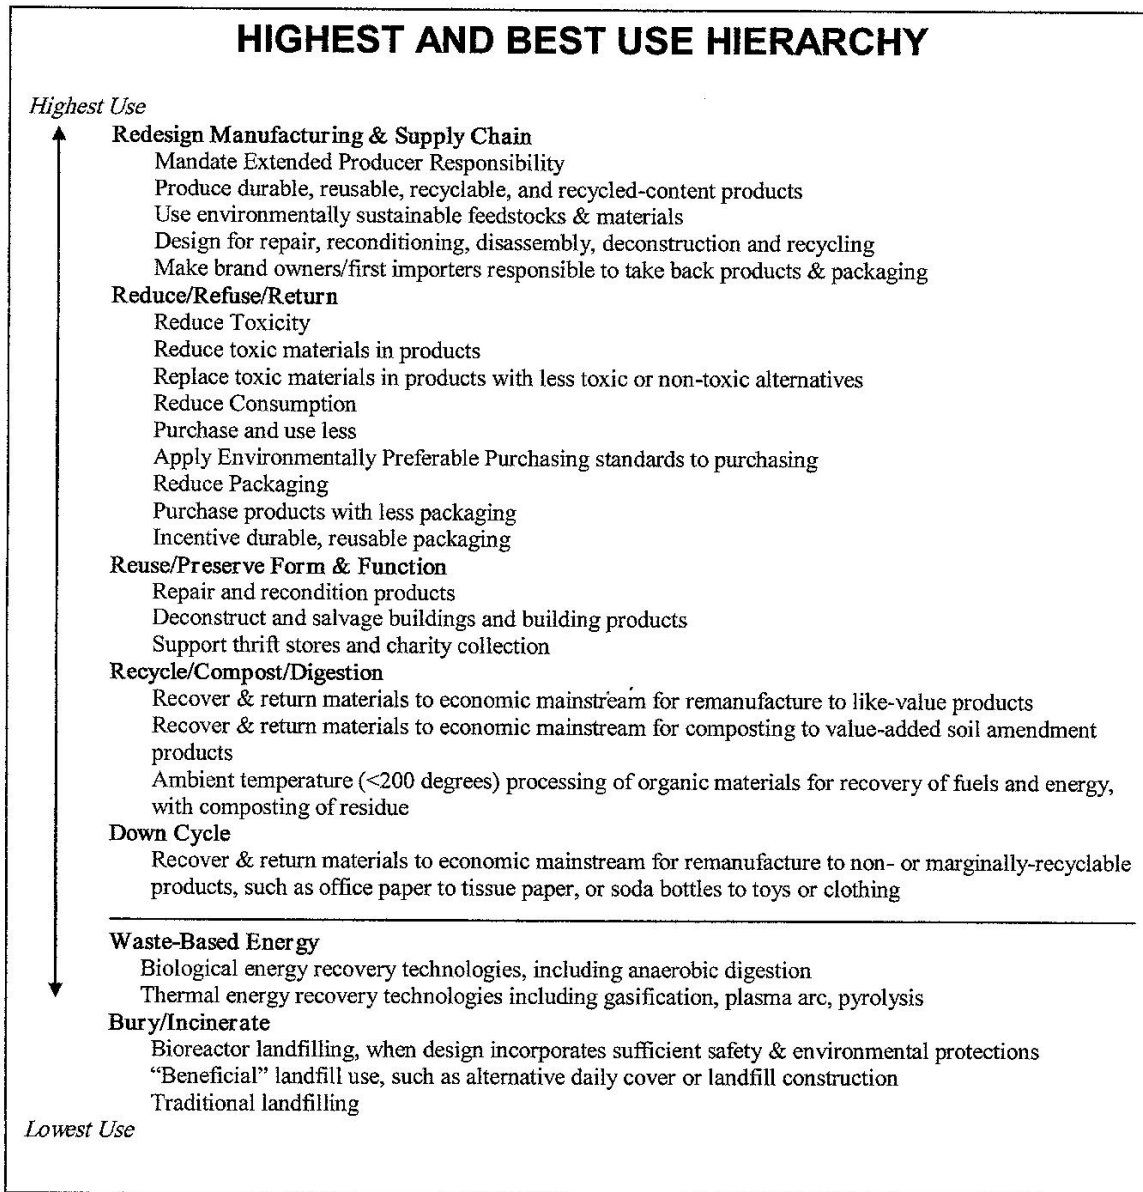 HIGHEST AND BEST USE HIERARCHY
Highest Use
Redesign Manufacturing & Supply Chain
Mandate Extended Producer Responsibility
Produce durable, reusable, recyclable, and recycled-content products
Use environmentally sustainable feedstocks & materials
Design for repair, reconditioning, disassembly, deconstruction and recycling
Make brand owners/first importers responsible to take back products & packaging
Reduce/Refuse/Return
Reduce Toxicity
Reduce toxic materials in products
Replace toxic materials in products with less toxic or non-toxic alternatives
Reduce Consumption
Purchase and use less
Apply Environmentally Preferable Purchasing standards to purchasing
Reduce Packaging
Purchase products with less packaging
Incentive durable, reusable packaging
Reuse/Preserve Form & Function
Repair and recondition products
Deconstruct and salvage buildings and building products
Support thrift stores and charity collection
Recycle/Compost/Digestion
Recover & return materials to economic mainstream for remanufacture to like-value products
Recover & return materials to economic mainstream for composting to value-added soil amendment
products
Ambient temperature (<200 degrees) processing of organic materials for recovery of fuels and energy,
with composting of residue
Down Cycle
Recover & return materials to economic mainstream for remanufacture to non- or marginally-recyclable
products, such as office paper to tissue paper, or soda bottles to toys or clothing
Waste-Based Energy
Biological energy recovery technologies, including anaerobic digestion
Thermal energy recovery technologies including gasification, plasma arc, pyrolysis
Bury/Incinerate
Bioreactor landfilling, when design incorporates sufficient safety & environmental protections
“Beneficial” landfill use, such as alternative daily cover or landfill construction
Traditional landfilling
Lowest Use